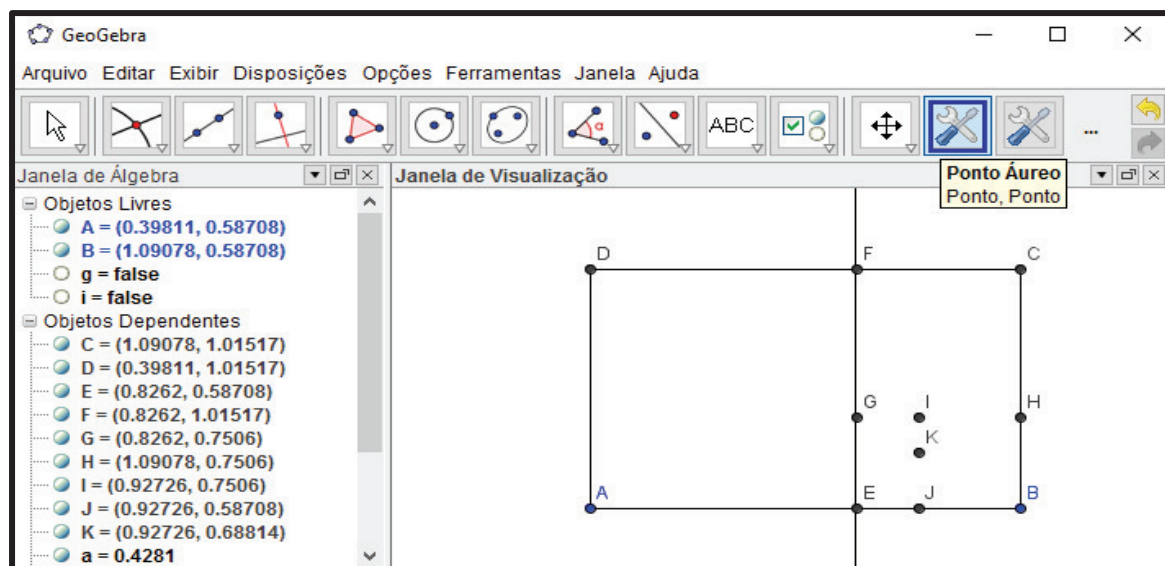 GeoGebra
Arquivo Editar Exibir Disposições Opções Ferramentas Janela Ajuda
α
ABC
...
Ponto Áureo
Ponto, Ponto
Janela de Álgebra
Objetos Livres
A = (0.39811, 0.58708)
B = (1.09078, 0.58708)
g = false
i = false
Objetos Dependentes
C = (1.09078, 1.01517)
D = (0.39811, 1.01517)
E = (0.8262, 0.58708)
F = (0.8262, 1.01517)
G = (0.8262, 0.7506)
H = (1.09078, 0.7506)
I = (0.92726, 0.7506)
J = (0.92726, 0.58708)
K = (0.92726, 0.68814)
a = 0.4281
Janela de Visualização
D F C
G I H
K
A E J B